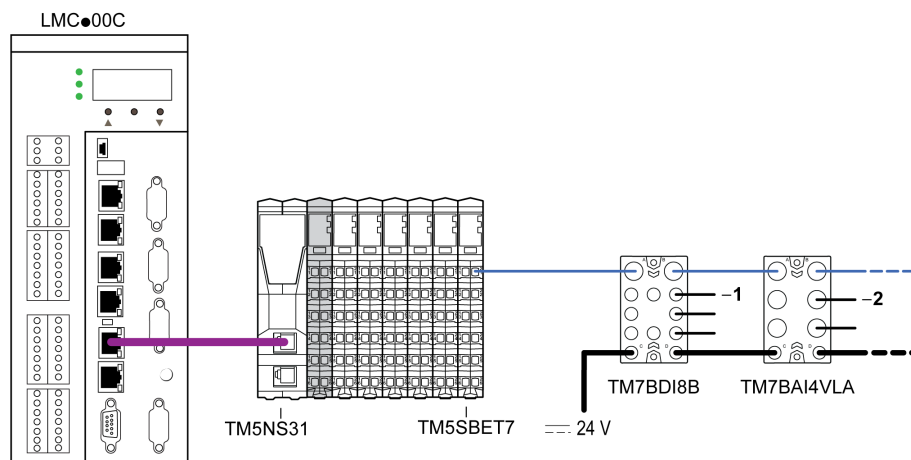 LMC●00C
A B
A B
–1
–2
C D
C D
TM7BDI8B
TM7BAI4VLA
TM5NS31
TM5SBET7
24 V